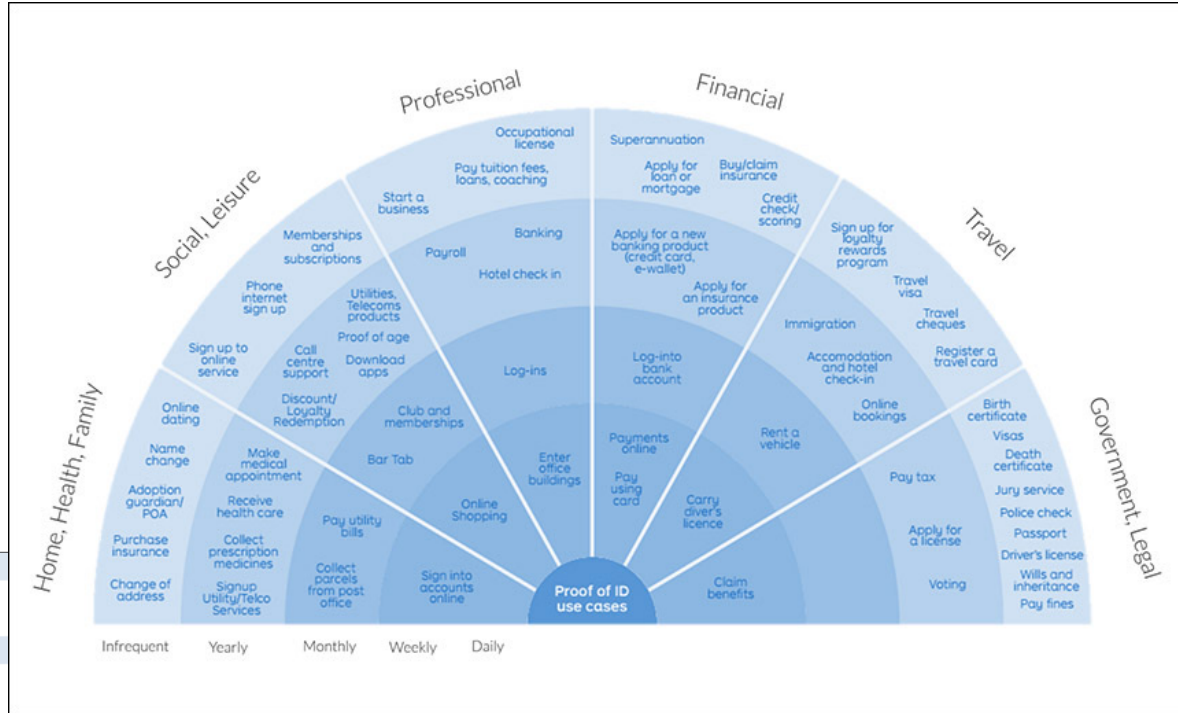 Professional
Financial
Social, Leisure
Travel
Home, Health, Family
Government, Legal
Occupational
license
Pay tuition fees,
loans, coaching
Start a
business
Banking
Payroll
Hotel check in
Log-ins
Enter
office
buildings
Superannuation
Apply for
loan or
mortgage
Buy/claim
insurance
Credit
check/
scoring
Apply for a new
banking product
(credit card,
e-wallet)
Apply for
an insurance
product
Log-into
bank
account
Payments
online
Pay
using
card
Memberships
and
subscriptions
Phone
internet
sign up
Sign up to
online
service
Utilities,
Telecoms
products
Proof of age
Call
centre
support
Download
apps
Discount/
Loyalty
Redemption
Club and
memberships
Bar Tab
Online
Shopping
Sign up for
loyalty
rewards
program
Travel
visa
Travel
cheques
Register a
travel card
Immigration
Accomodation
and hotel
check-in
Online
bookings
Rent a
vehicle
Carry
diver's
licence
Online
dating
Name
change
Adoption
guardian/
POA
Purchase
insurance
Change of
address
Make
medical
appointment
Receive
health care
Collect
prescription
medicines
Signup
Utility/Telco
Services
Pay utility
bills
Collect
parcels
from post
office
Sign into
accounts
online
Birth
certificate
Visas
Death
certificate
Jury service
Police check
Passport
Driver's license
Wills and
inheritance
Pay fines
Pay tax
Apply for
a license
Voting
Claim
benefits
Proof of ID
use cases
Infrequent
Yearly
Monthly
Weekly
Daily